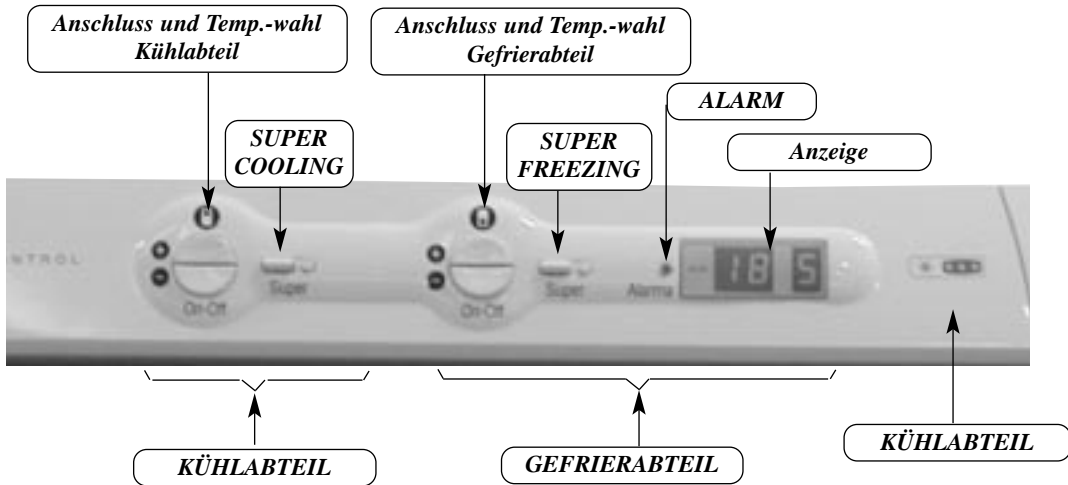 Anschluss und Temp.-wahl
Kühlabteil
Anschluss und Temp.-wahl
Gefrierabteil
ALARM
SUPER
COOLING
SUPER
FREEZING
Anzeige
NTROL
On-Off
Super
On-Off
Super
Alarma
-- 18 5
KÜHLABTEIL
GEFRIERABTEIL
KÜHLABTEIL